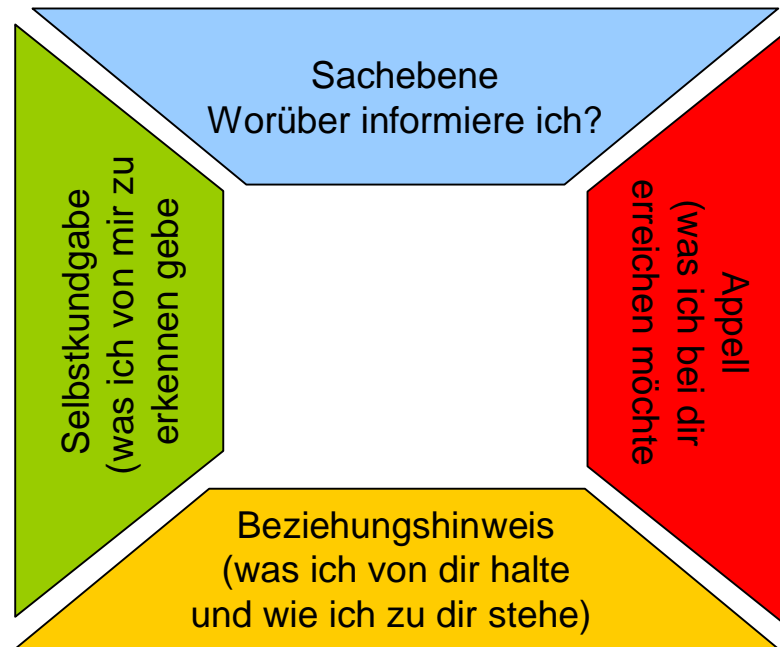 Sachebene
Worüber informiere ich?
Selbstkundgabe
(was ich von mir zu
erkennen gebe
Appell
(was ich bei dir
erreichen möchte
Beziehungshinweis
(was ich von dir halte
und wie ich zu dir stehe)